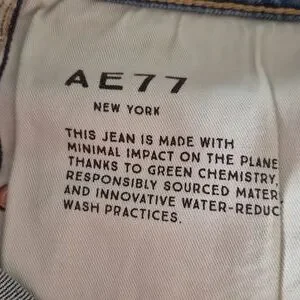 AE77
NEW YORK
THIS JEAN IS MADE WITH
MINIMAL IMPACT ON THE PLANE
THANKS TO GREEN CHEMISTRY,
RESPONSIBLY SOURCED MATER
AND INNOVATIVE WATER-REDUC
WASH PRACTICES.